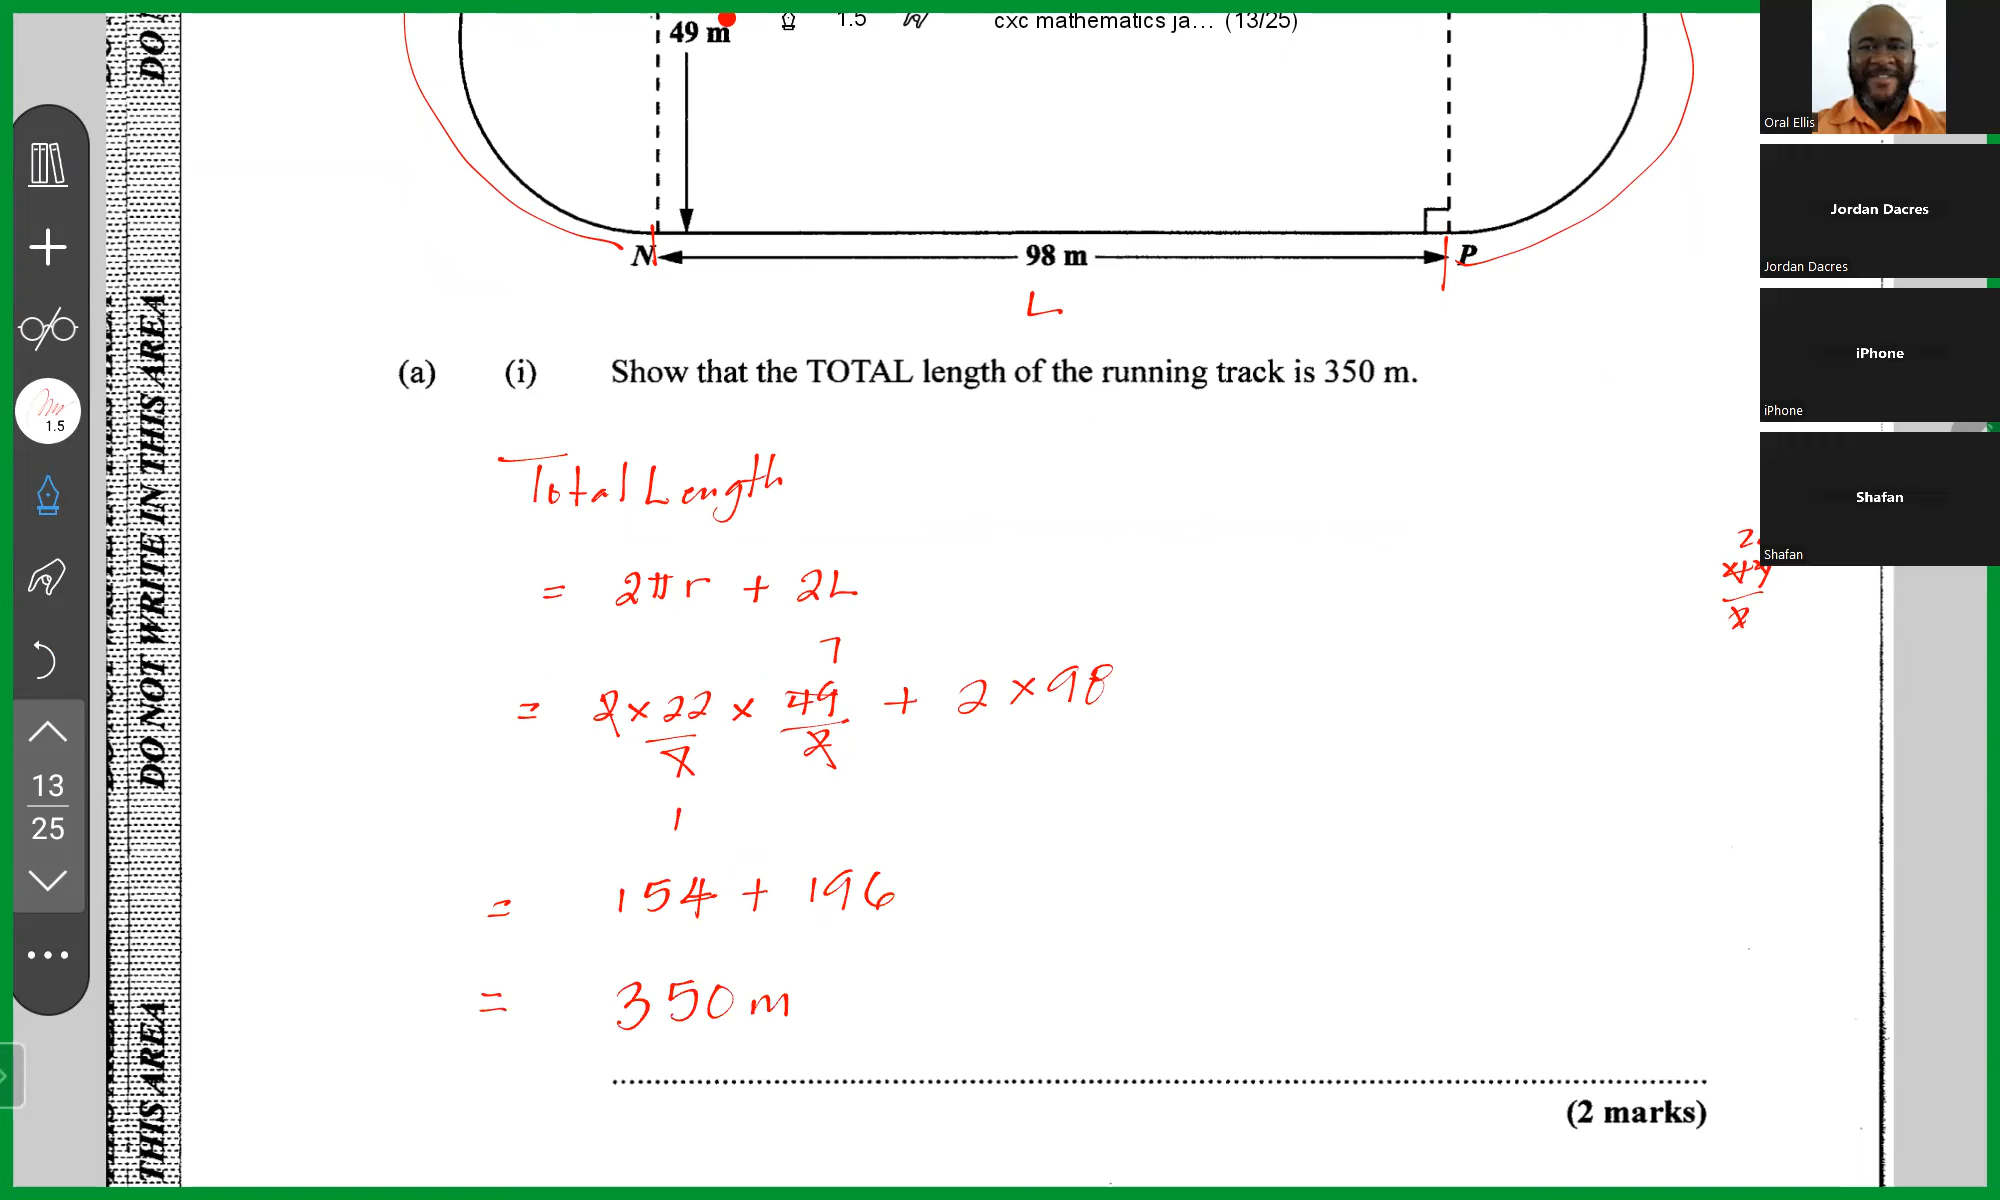 49 m
1.5
cxc mathematics ja... (13/25)
N
98 m
P
L
(a) (i) Show that the TOTAL length of the running track is 350 m.
Total Length
= 2πr + 2L
7
= 2 × 22 × 49 + 2 × 98
7 2
1
= 154 + 196
= 350 m
(2 marks)
DO
DO NOT WRITE IN THIS AREA
THIS AREA
1.5
13
25
Oral Ellis
Jordan Dacres
Jordan Dacres
iPhone
iPhone
Shafan
Shafan